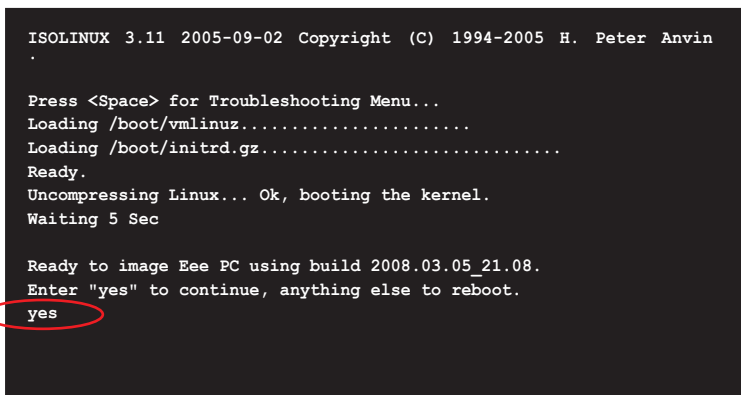 ISOLINUX 3.11 2005-09-02 Copyright (C) 1994-2005 H. Peter Anvin
.
Press <Space> for Troubleshooting Menu...
Loading /boot/vmlinuz.......................
Loading /boot/initrd.gz..............................
Ready.
Uncompressing Linux... Ok, booting the kernel.
Waiting 5 Sec
Ready to image Eee PC using build 2008.03.05_21.08.
Enter "yes" to continue, anything else to reboot.
yes